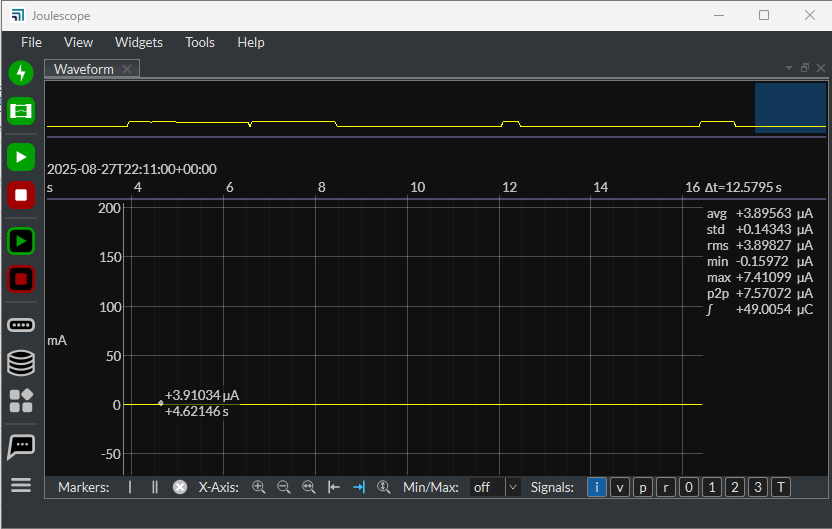 Joulescope
File View Widgets Tools Help
Waveform
2025-08-27T22:11:00+00:00
s 4 6 8 10 12 14 16 Δt=12.5795 s
200
150
100
50
0
-50
mA
+3.91034 µA
+4.62146 s
avg +3.89563 µA
std +0.14343 µA
rms +3.89827 µA
min -0.15972 µA
max +7.41099 µA
p2p +7.57072 µA
∫ +49.0054 µC
Markers: X-Axis: Min/Max: off Signals: i v p r 0 1 2 3 T